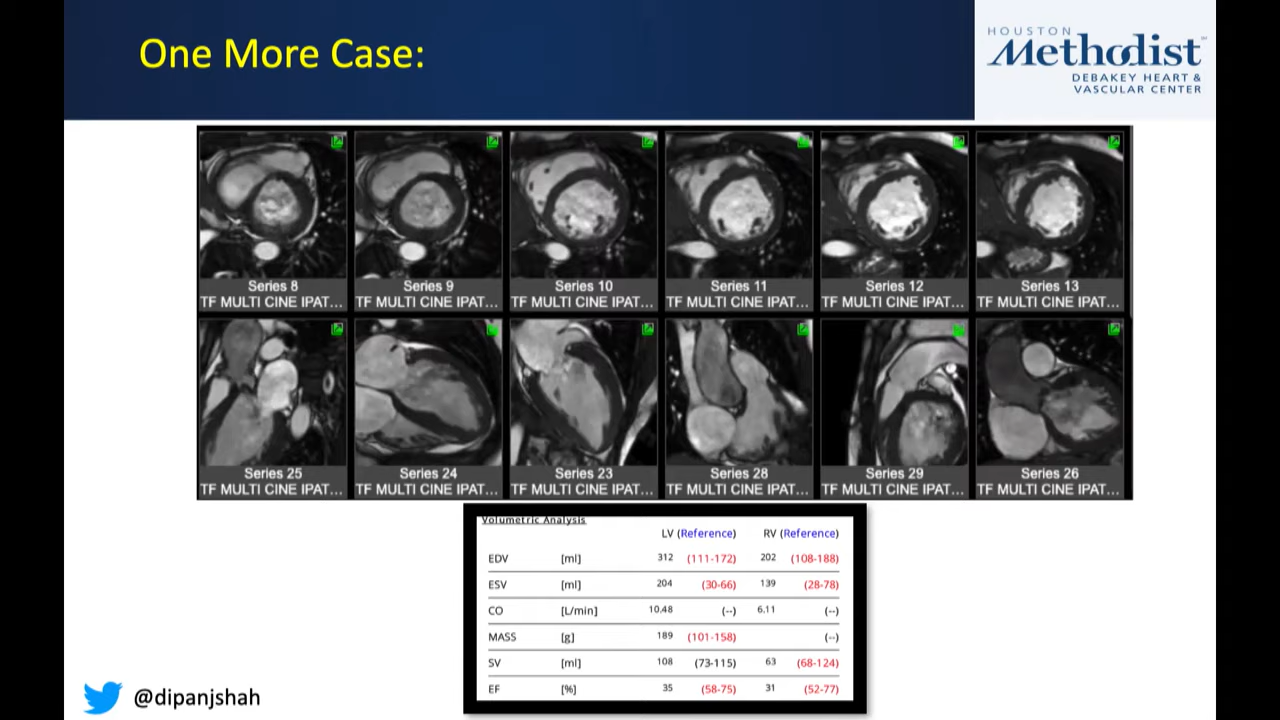 One More Case:
HOUSTON
Methodist
DEBAKEY HEART &
VASCULAR CENTER
Series 8
TF MULTI CINE IPAT...
Series 9
TF MULTI CINE IPAT...
Series 10
TF MULTI CINE IPAT...
Series 11
TF MULTI CINE IPAT...
Series 12
TF MULTI CINE IPAT...
Series 13
TF MULTI CINE IPAT...
Series 25
TF MULTI CINE IPAT...
Series 24
TF MULTI CINE IPAT...
Series 23
TF MULTI CINE IPAT...
Series 28
TF MULTI CINE IPAT...
Series 29
TF MULTI CINE IPAT...
Series 26
TF MULTI CINE IPAT...
Volumetric Analysis
LV (Reference) RV (Reference)
EDV [ml] 312 (111-172) 202 (108-188)
ESV [ml] 204 (30-66) 139 (28-78)
CO [L/min] 10.48 (--) 6.11 (--)
MASS [g] 189 (101-158) (--)
SV [ml] 108 (73-115) 63 (68-124)
EF [%] 35 (58-75) 31 (52-77)
@dipanjshah